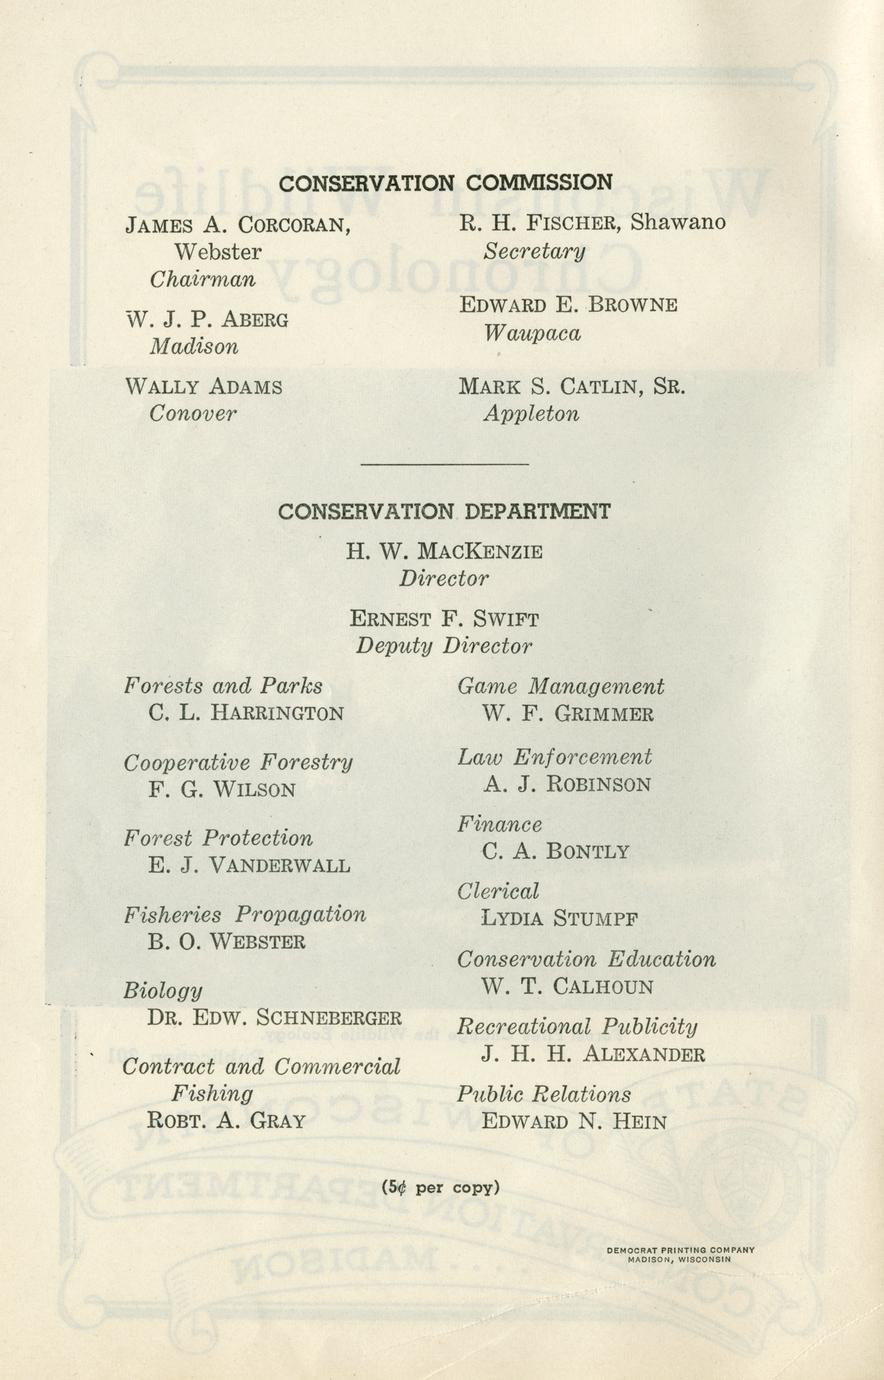 CONSERVATION COMMISSION
JAMES A. CORCORAN,
Webster
Chairman
W. J. P. ABERG
Madison
WALLY ADAMS
Conover
R. H. FISCHER, Shawano
Secretary
EDWARD E. BROWNE
Waupaca
MARK S. CATLIN, SR.
Appleton
CONSERVATION DEPARTMENT
H. W. MACKENZIE
Director
ERNEST F. SWIFT
Deputy Director
Forests and Parks
C. L. HARRINGTON
Cooperative Forestry
F. G. WILSON
Forest Protection
E. J. VANDERWALL
Fisheries Propagation
B. O. WEBSTER
Biology
DR. EDW. SCHNEBERGER
Contract and Commercial
Fishing
ROBT. A. GRAY
Game Management
W. F. GRIMMER
Law Enforcement
A. J. ROBINSON
Finance
C. A. BONTLY
Clerical
LYDIA STUMPF
Conservation Education
W. T. CALHOUN
Recreational Publicity
J. H. H. ALEXANDER
Public Relations
EDWARD N. HEIN
(5¢ per copy)
DEMOCRAT PRINTING COMPANY
MADISON, WISCONSIN